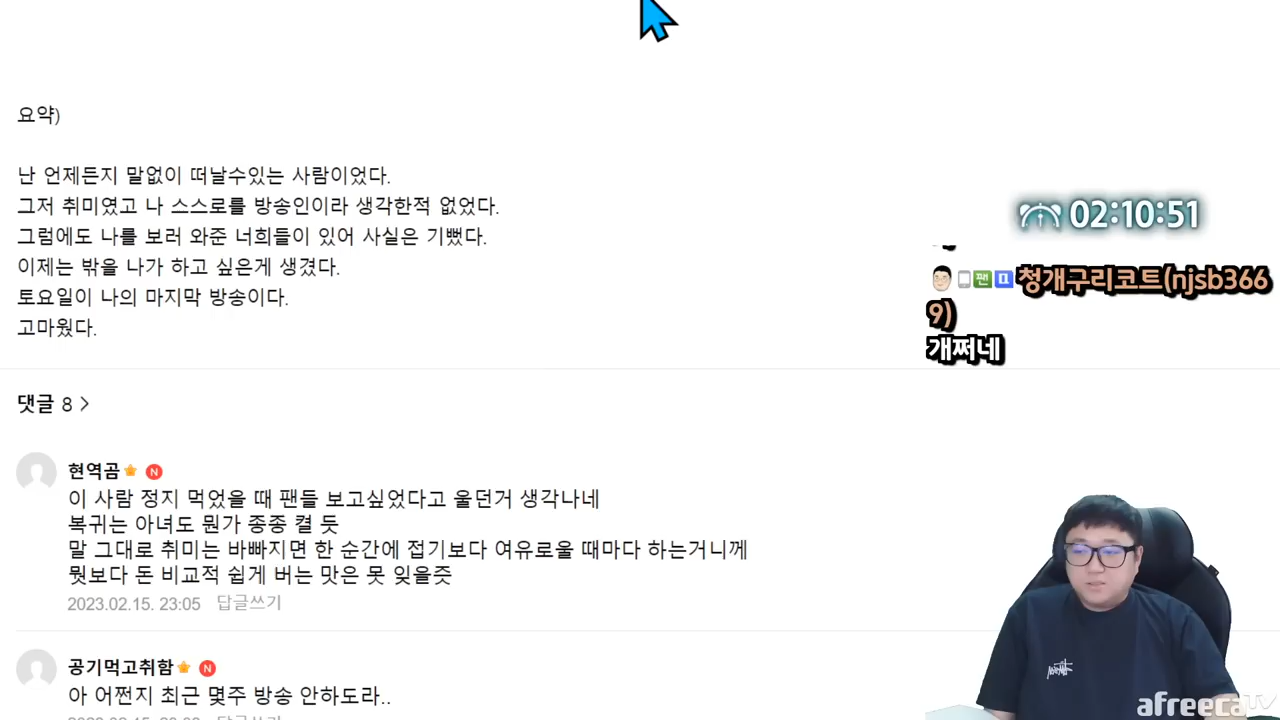 요약)
난 언제든지 말없이 떠날수있는 사람이었다.
그저 취미였고 나 스스로를 방송인이라 생각한적 없었다.
그럼에도 나를 보러 와준 너희들이 있어 사실은 기뻤다.
이제는 밖을 나가 하고 싶은게 생겼다.
토요일이 나의 마지막 방송이다.
고마웠다.
02:10:51
팬
청개구리코트(njsb366
9)
개쩌네
댓글 8 >
현역곰 N
이 사람 정지 먹었을 때 팬들 보고싶었다고 울던거 생각나네
복귀는 아녀도 뭔가 종종 켤 듯
말 그대로 취미는 바빠지면 한 순간에 접기보다 여유로울 때마다 하는거니께
뭣보다 돈 비교적 쉽게 버는 맛은 못 잊을즛
2023.02.15. 23:05 답글쓰기
공기먹고취함 N
아 어쩐지 최근 몇주 방송 안하도라..
afreecaTV